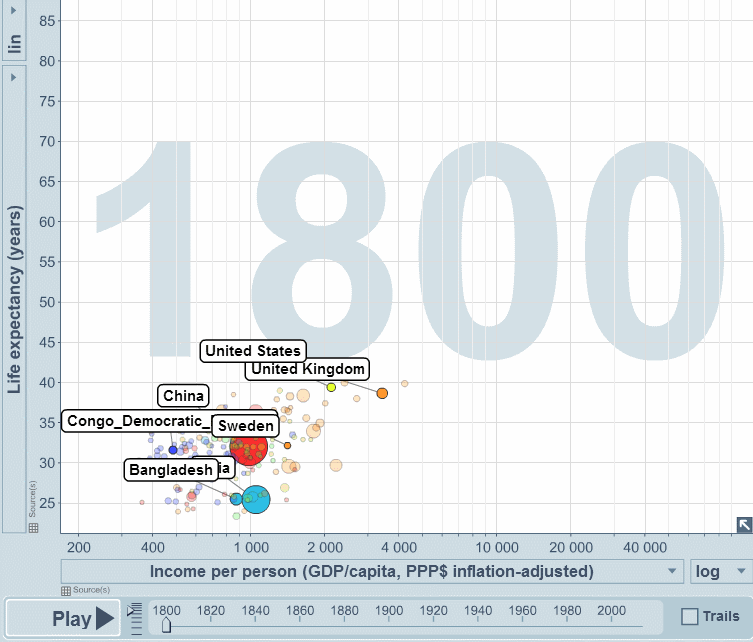 85
80
75
70
65
60
55
50
45
40
35
30
25
lin
Life expectancy (years)
Source(s)
1800
United States
United Kingdom
China
Congo_Democratic_
Sweden
Bangladesh
200 400 1 000 2 000 4 000 10 000 20 000 40 000
Income per person (GDP/capita, PPP$ inflation-adjusted)
log
Source(s)
Play
1800 1820 1840 1860 1880 1900 1920 1940 1960 1980 2000
Trails